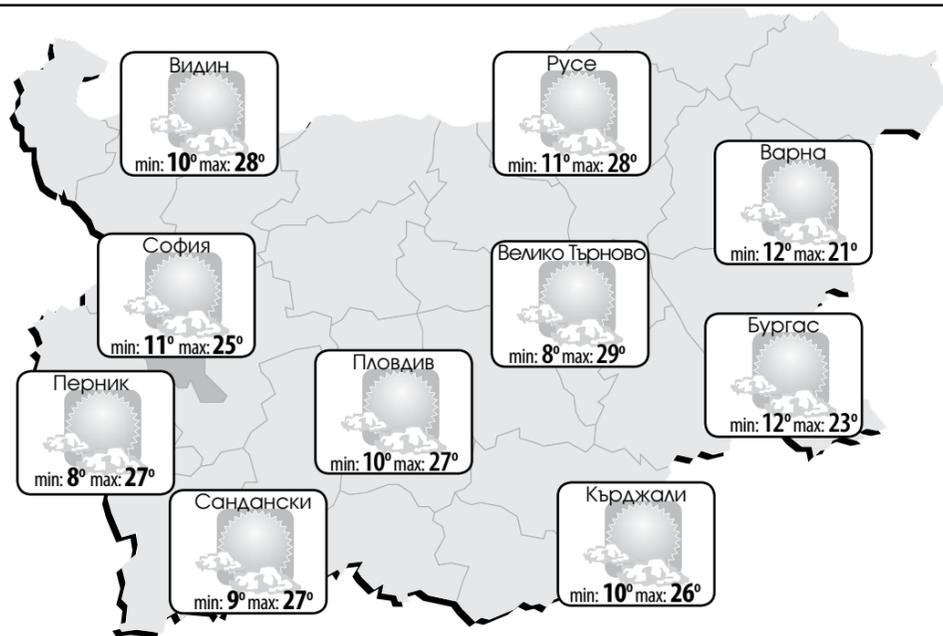 Видин
min: 10° max: 28°
Русе
min: 11° max: 28°
Варна
min: 12° max: 21°
София
min: 11° max: 25°
Велико Търново
min: 8° max: 29°
Бургас
min: 12° max: 23°
Пловдив
min: 10° max: 27°
Перник
min: 8° max: 27°
Сандански
min: 9° max: 27°
Кърджали
min: 10° max: 26°